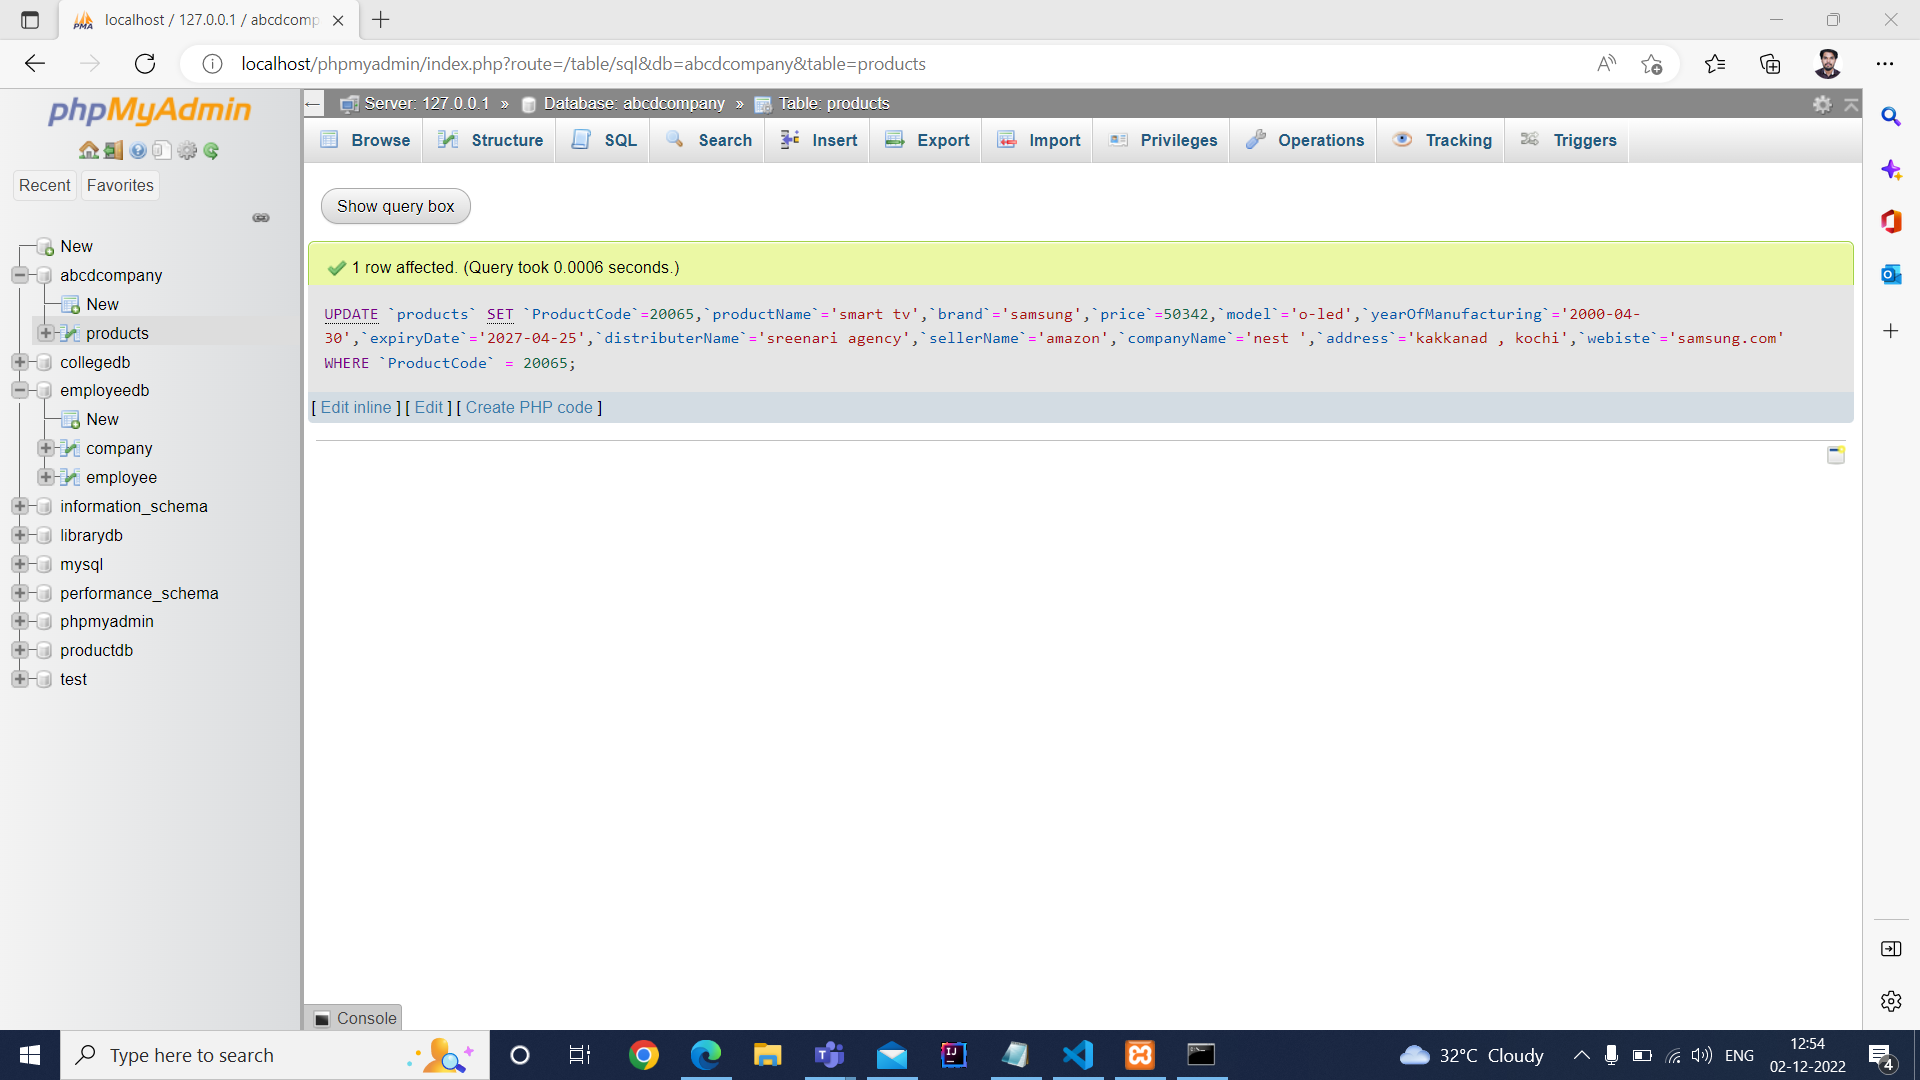 localhost / 127.0.0.1 / abcdcomp
localhost/phpmyadmin/index.php?route=/table/sql&db=abcdcompany&table=products
phpMyAdmin
Recent Favorites
New
abcdcompany
New
products
collegedb
employeedb
New
company
employee
information_schema
librarydb
mysql
performance_schema
phpmyadmin
productdb
test
Server: 127.0.0.1 » Database: abcdcompany » Table: products
Browse Structure SQL Search Insert Export Import Privileges Operations Tracking Triggers
Show query box
1 row affected. (Query took 0.0006 seconds.)
UPDATE `products` SET `ProductCode`=20065,`productName`='smart tv',`brand`='samsung',`price`=50342,`model`='o-led',`yearOfManufacturing`='2000-04-
30',`expiryDate`='2027-04-25',`distributerName`='sreenari agency',`sellerName`='amazon',`companyName`='nest ',`address`='kakkanad , kochi',`webiste`='samsung.com'
WHERE `ProductCode` = 20065;
[ Edit inline ] [ Edit ] [ Create PHP code ]
Console
Type here to search
32°C Cloudy
ENG
12:54
02-12-2022
4